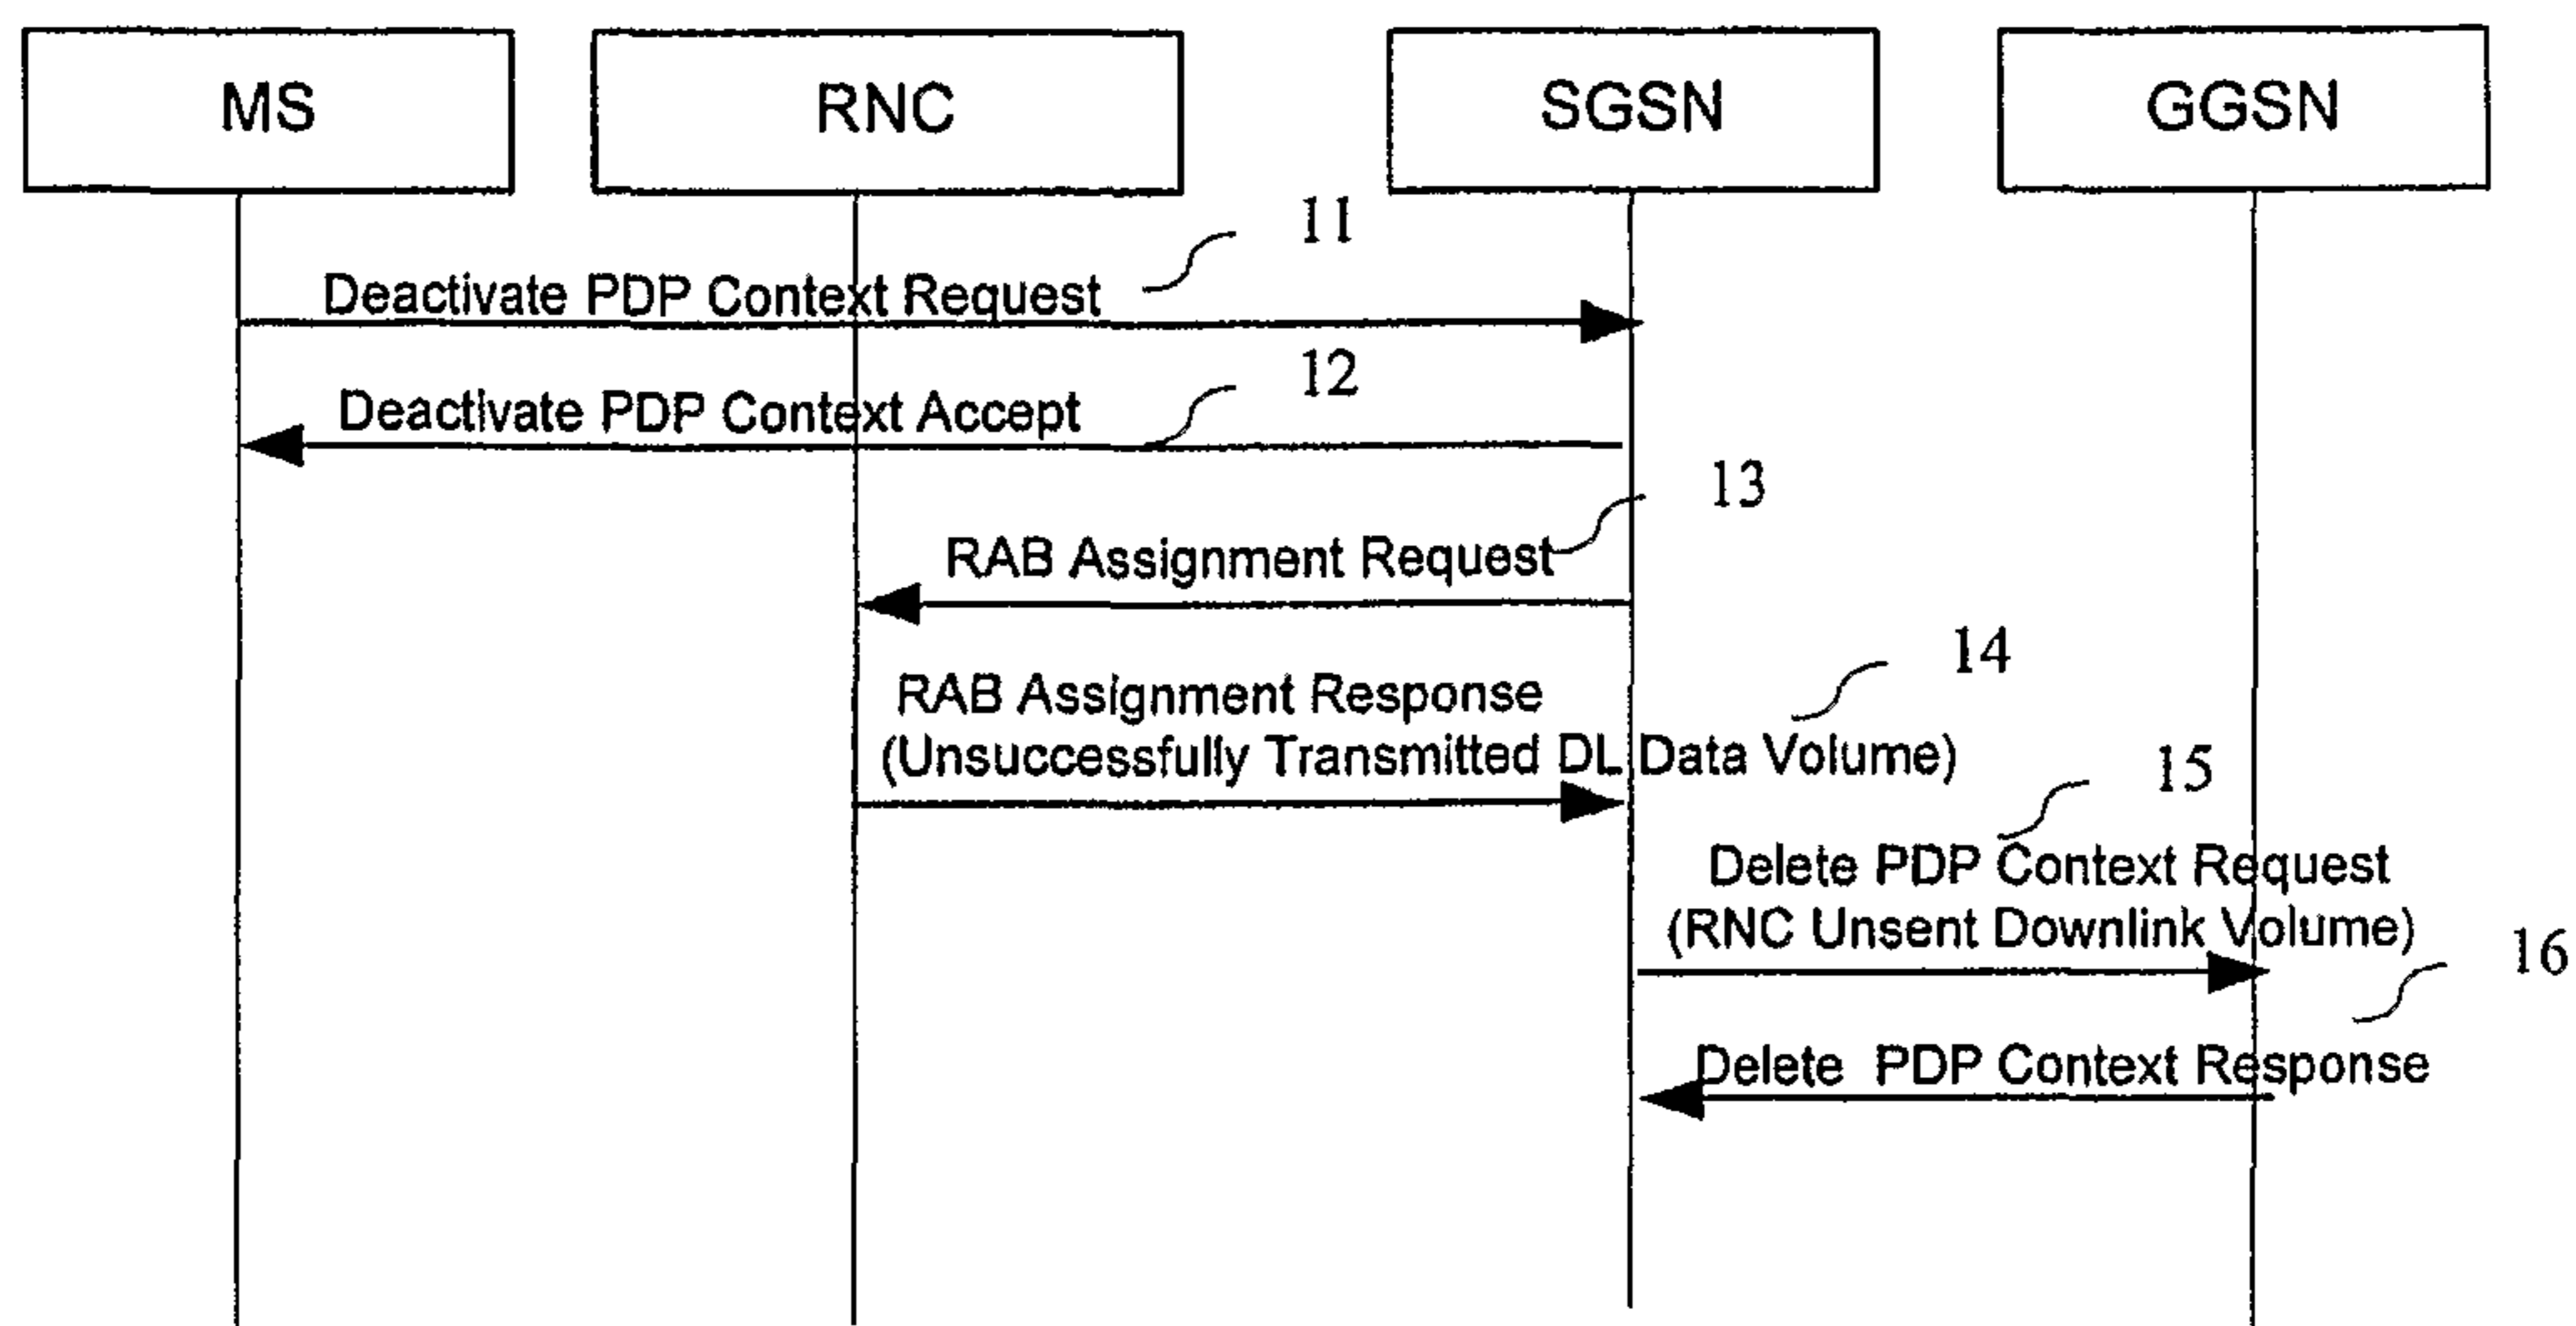 MS
RNC
SGSN
GGSN
11
Deactivate PDP Context Request
12
Deactivate PDP Context Accept
13
RAB Assignment Request
14
RAB Assignment Response
(Unsuccessfully Transmitted DL Data Volume)
15
Delete PDP Context Request
(RNC Unsent Downlink Volume)
16
Delete PDP Context Response